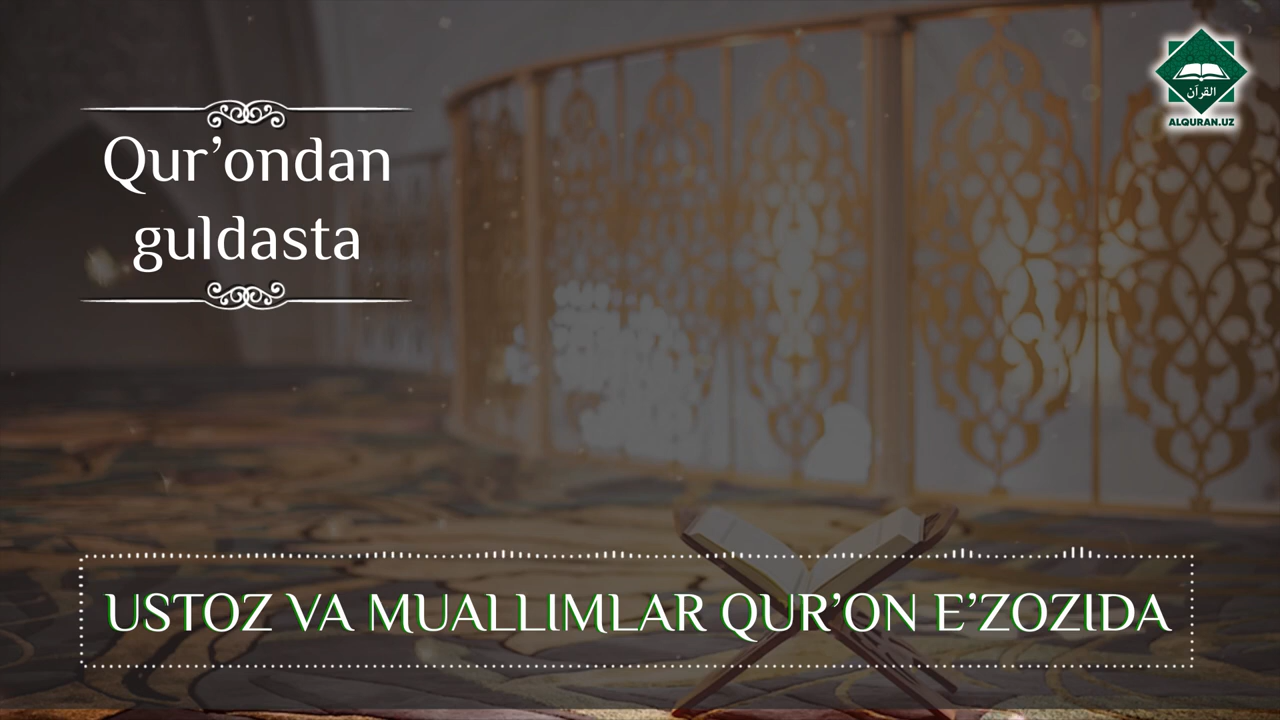 Qur’ondan
guldasta
القرآن
ALQURAN.UZ
USTOZ VA MUALLIMLAR QUR’ON E’ZOZIDA